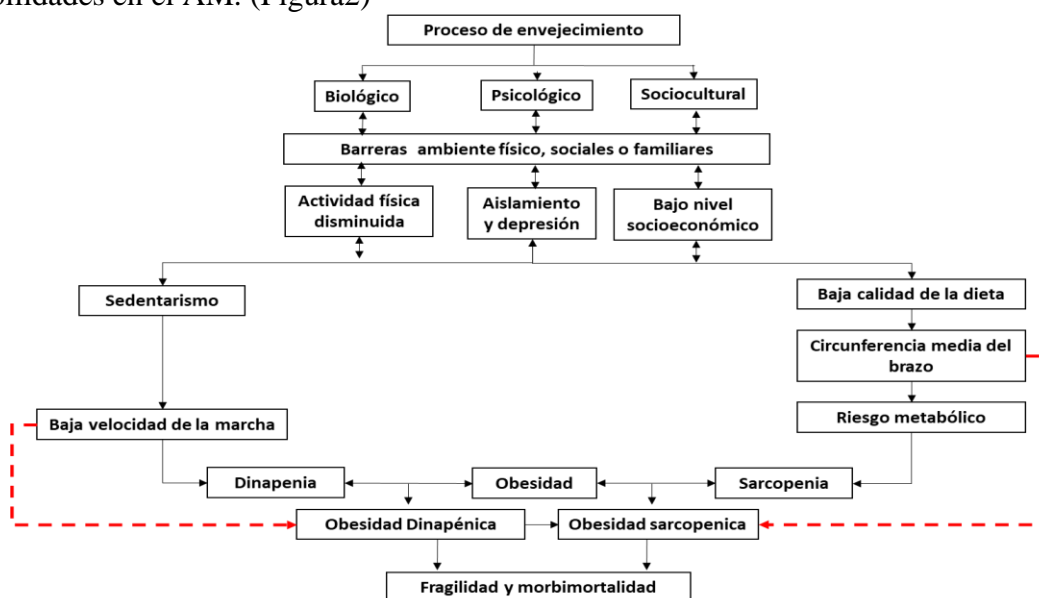 en el AM. (Figura2)
Proceso de envejecimiento
Biológico
Psicológico
Sociocultural
Barreras ambiente físico, sociales o familiares
Actividad física
disminuida
Aislamiento
y depresión
Bajo nivel
socioeconómico
Sedentarismo
Baja calidad de la dieta
Circunferencia media del
brazo
Baja velocidad de la marcha
Riesgo metabólico
Dinapenia
Obesidad
Sarcopenia
Obesidad Dinapénica
Obesidad sarcopenica
Fragilidad y morbimortalidad